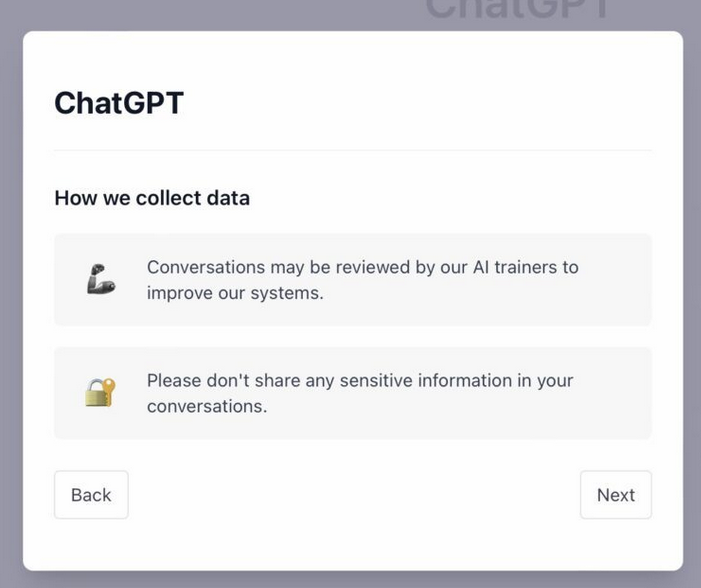 ChatGPT
ChatGPT
How we collect data
Conversations may be reviewed by our AI trainers to
improve our systems.
Please don't share any sensitive information in your
conversations.
Back
Next